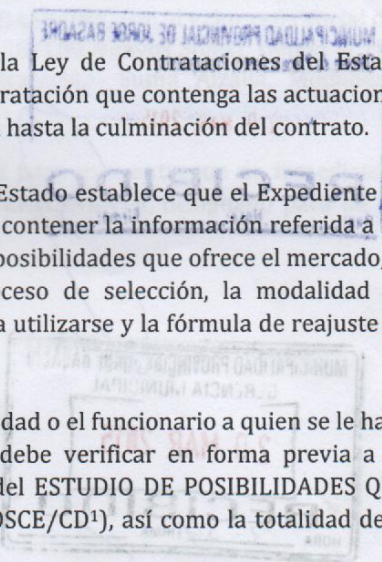 la Ley de Contrataciones del Esta
ratación que contenga las actuacion
hasta la culminación del contrato.
Estado establece que el Expediente
contener la información referida a
posibilidades que ofrece el mercado,
ceso de selección, la modalidad
a utilizarse y la fórmula de reajuste
dad o el funcionario a quien se le ha
debe verificar en forma previa a
del ESTUDIO DE POSIBILIDADES Q
OSCE/CD¹), así como la totalidad de